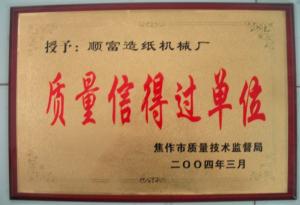 授予：顺富造纸机械厂
质量信得过单位
焦作市质量技术监督局
二〇〇四年三月